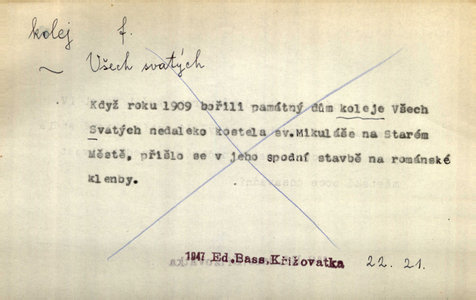 kolej f.
~ Všech svatých
Když roku 1909 bořili památný dům koleje Všech
Svatých nedaleko kostela sv.Mikuláše na Starém
Městě, přišlo se v jeho spodní stavbě na románské
klenby.
1947 Ed.Bass,Křižovatka 22. 21.